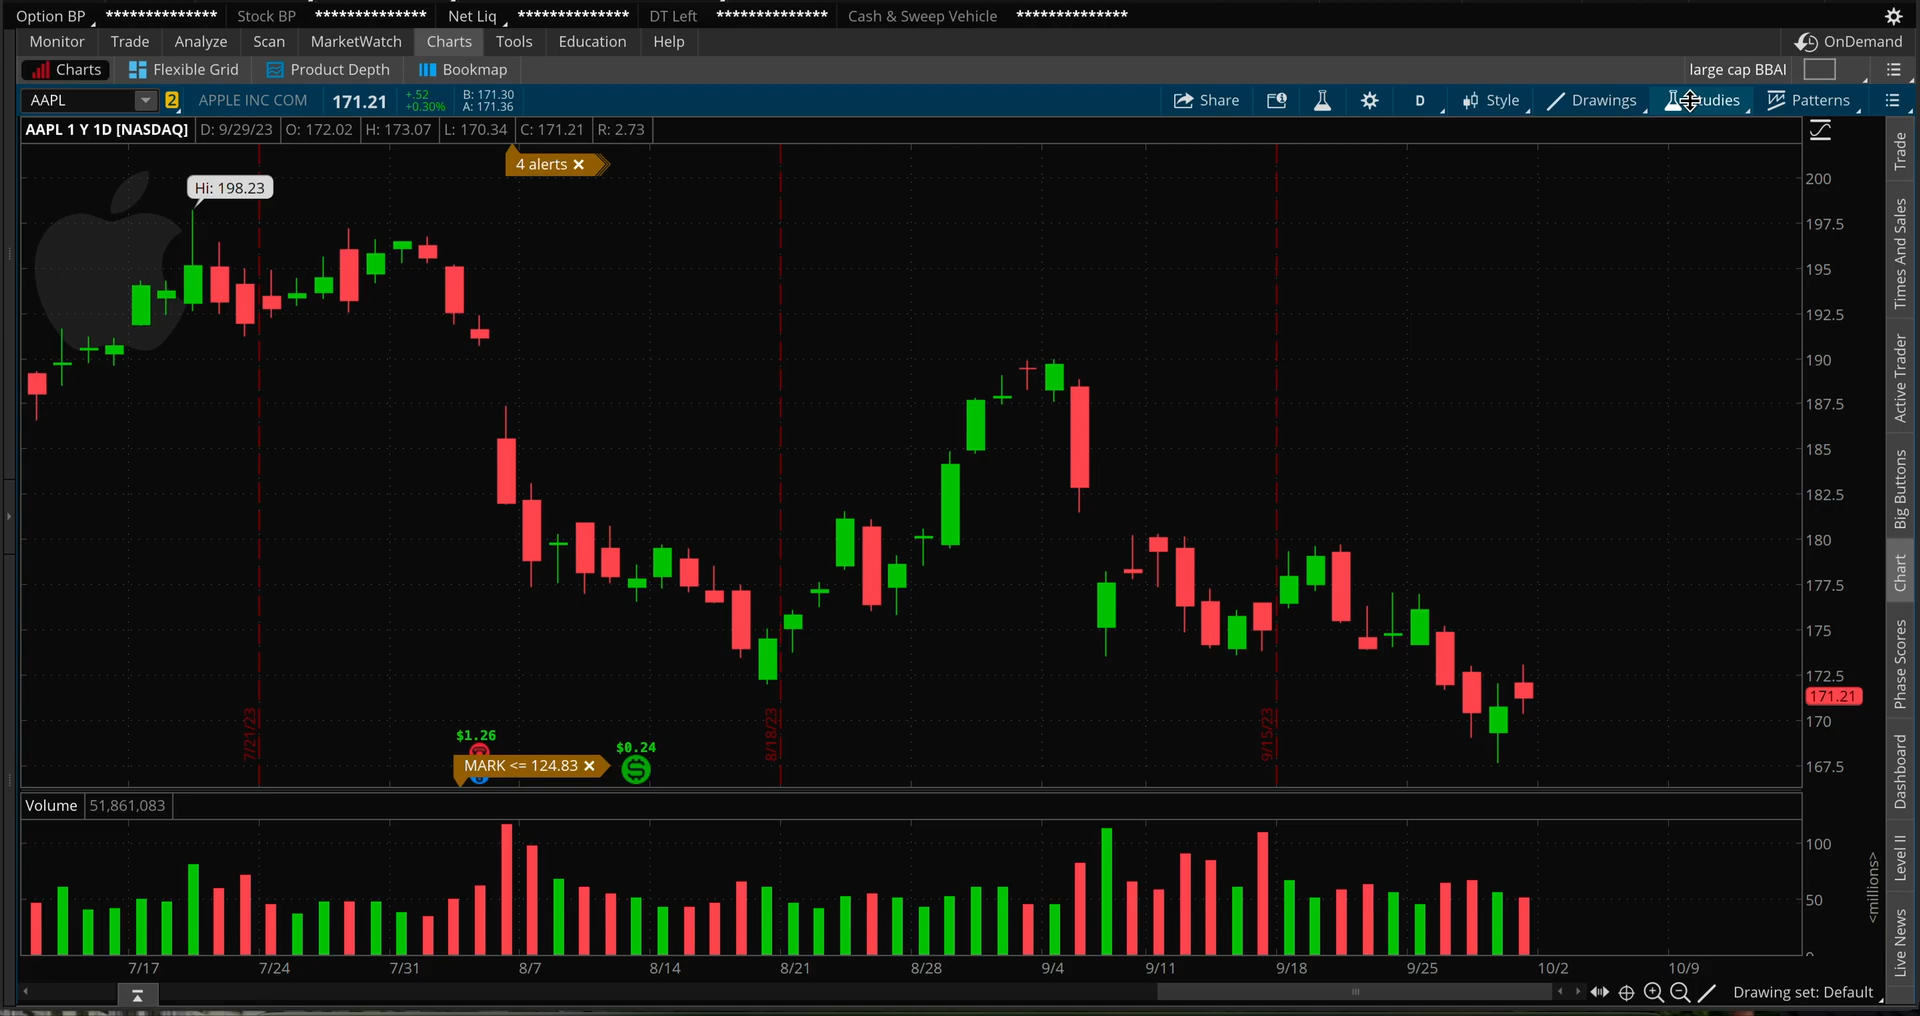 Option BP ************** Stock BP ************** Net Liq ************** DT Left ************** Cash & Sweep Vehicle **************
Monitor Trade Analyze Scan MarketWatch Charts Tools Education Help OnDemand
Charts Flexible Grid Product Depth Bookmap large cap BBAI
AAPL 2 APPLE INC COM 171.21 +.52 +0.30% B: 171.30 A: 171.36 Share D Style Drawings Patterns
AAPL 1 Y 1D [NASDAQ] D: 9/29/23 O: 172.02 H: 173.07 L: 170.34 C: 171.21 R: 2.73
4 alerts ×
Hi: 198.23
200
197.5
195
192.5
190
187.5
185
182.5
180
177.5
175
172.5
171.21
170
167.5
7/21/23
8/18/23
9/15/23
$1.26
$0.24
MARK <= 124.83 ×
Volume 51,861,083
100
50
<millions>
7/17 7/24 7/31 8/7 8/14 8/21 8/28 9/4 9/11 9/18 9/25 10/2 10/9
Drawing set: Default
Trade
Times And Sales
Active Trader
Big Buttons
Chart
Phase Scores
Dashboard
Level II
Live News